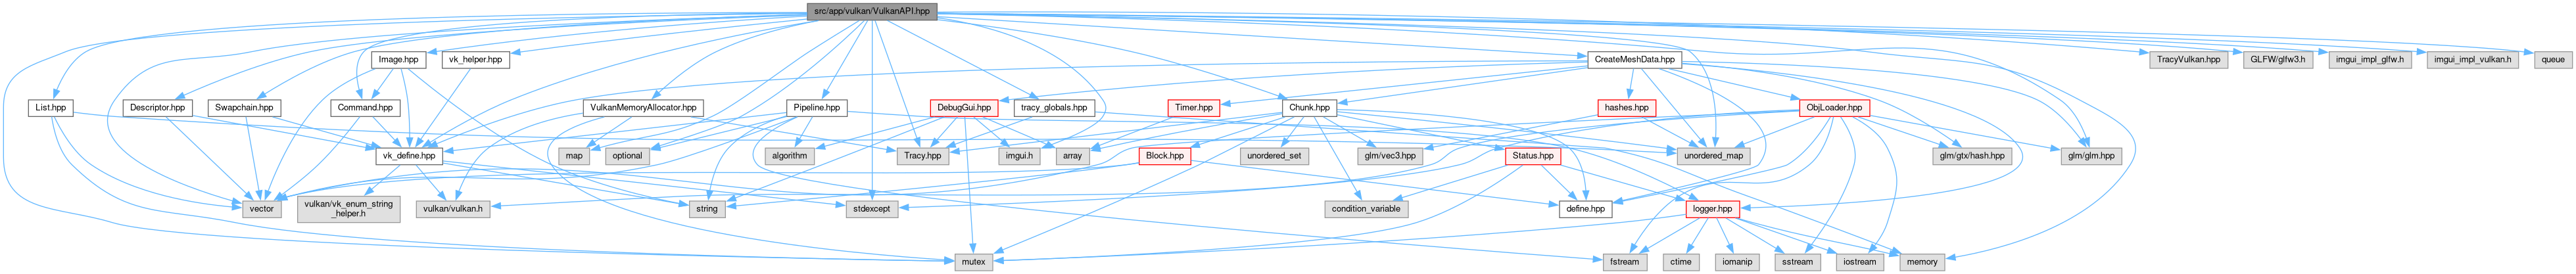 src/app/vulkan/VulkanAPI.hpp
Image.hpp
vk_helper.hpp
CreateMeshData.hpp
TracyVulkan.hpp
GLFW/glfw3.h
imgui_impl_glfw.h
imgui_impl_vulkan.h
queue
List.hpp
Descriptor.hpp
Swapchain.hpp
Command.hpp
VulkanMemoryAllocator.hpp
Pipeline.hpp
DebugGui.hpp
tracy_globals.hpp
Timer.hpp
Chunk.hpp
hashes.hpp
ObjLoader.hpp
vk_define.hpp
map
optional
algorithm
Tracy.hpp
imgui.h
array
Block.hpp
unordered_set
glm/vec3.hpp
Status.hpp
unordered_map
glm/gtx/hash.hpp
glm/glm.hpp
vector
vulkan/vk_enum_string
_helper.h
vulkan/vulkan.h
string
stdexcept
condition_variable
define.hpp
logger.hpp
mutex
fstream
ctime
iomanip
sstream
iostream
memory